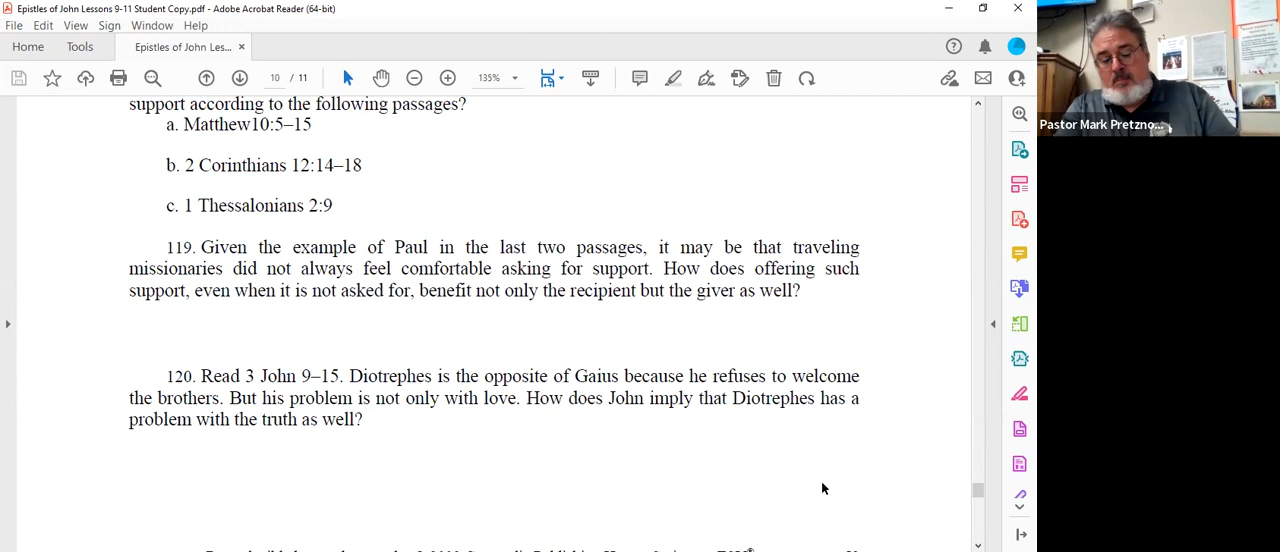 Epistles of John Lessons 9-11 Student Copy.pdf - Adobe Acrobat Reader (64-bit)
File Edit View Sign Window Help
Home Tools Epistles of John Les... ×
10 / 11 135%
support according to the following passages?
a. Matthew10:5–15
b. 2 Corinthians 12:14–18
c. 1 Thessalonians 2:9
119. Given the example of Paul in the last two passages, it may be that traveling
missionaries did not always feel comfortable asking for support. How does offering such
support, even when it is not asked for, benefit not only the recipient but the giver as well?
120. Read 3 John 9–15. Diotrephes is the opposite of Gaius because he refuses to welcome
the brothers. But his problem is not only with love. How does John imply that Diotrephes has a
problem with the truth as well?
Pastor Mark Pretzno...